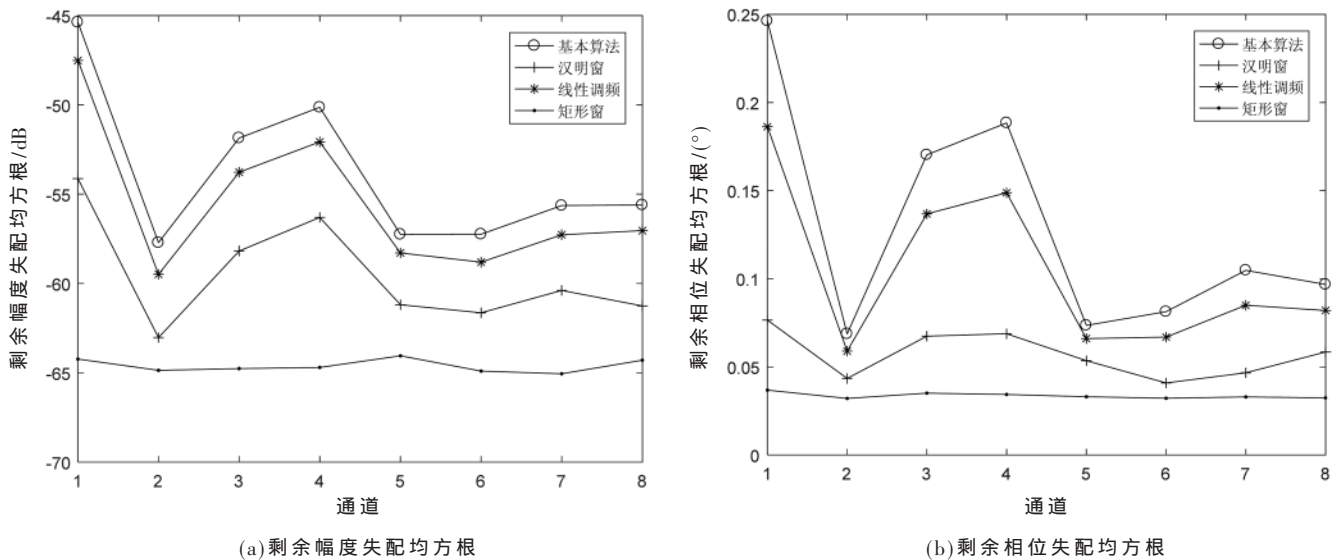 -45
-50
-55
-60
-65
-70
剩余幅度失配均方根/dB
基本算法
汉明窗
线性调频
矩形窗
1 2 3 4 5 6 7 8
通道
(a)剩余幅度失配均方根
0.25
0.2
0.15
0.1
0.05
0
剩余相位失配均方根/(°)
基本算法
汉明窗
线性调频
矩形窗
1 2 3 4 5 6 7 8
通道
(b)剩余相位失配均方根